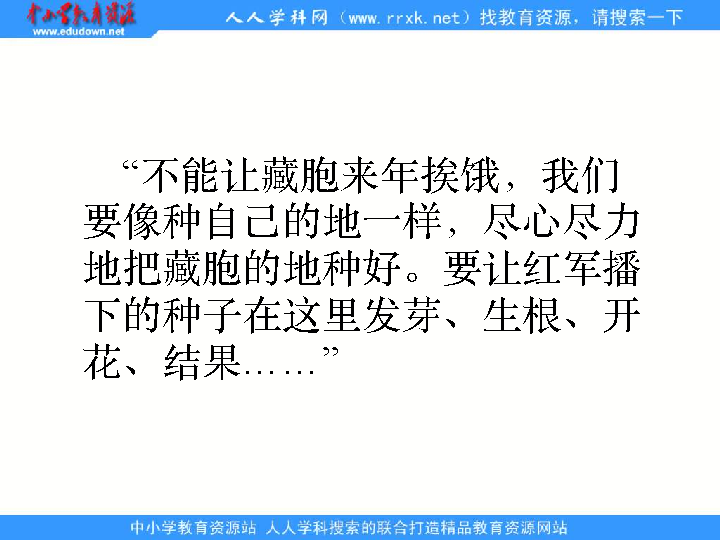 中小学教育资源
www.edudown.net
人人学科网（www.rrxk.net）找教育资源，请搜索一下
“不能让藏胞来年挨饿，我们
要像种自己的地一样，尽心尽力
地把藏胞的地种好。要让红军播
下的种子在这里发芽、生根、开
花、结果……”
中小学教育资源站 人人学科搜索的联合打造精品教育资源网站